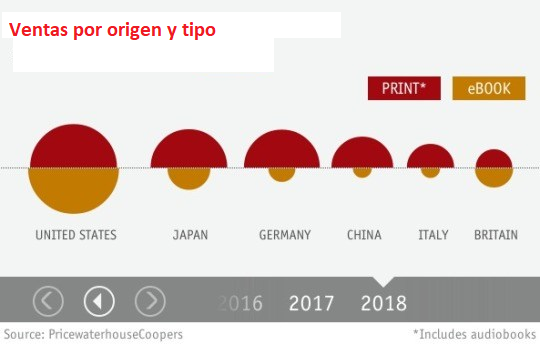 Ventas por origen y tipo
PRINT* eBOOK
UNITED STATES JAPAN GERMANY CHINA ITALY BRITAIN
2016 2017 2018
Source: PricewaterhouseCoopers *Includes audiobooks